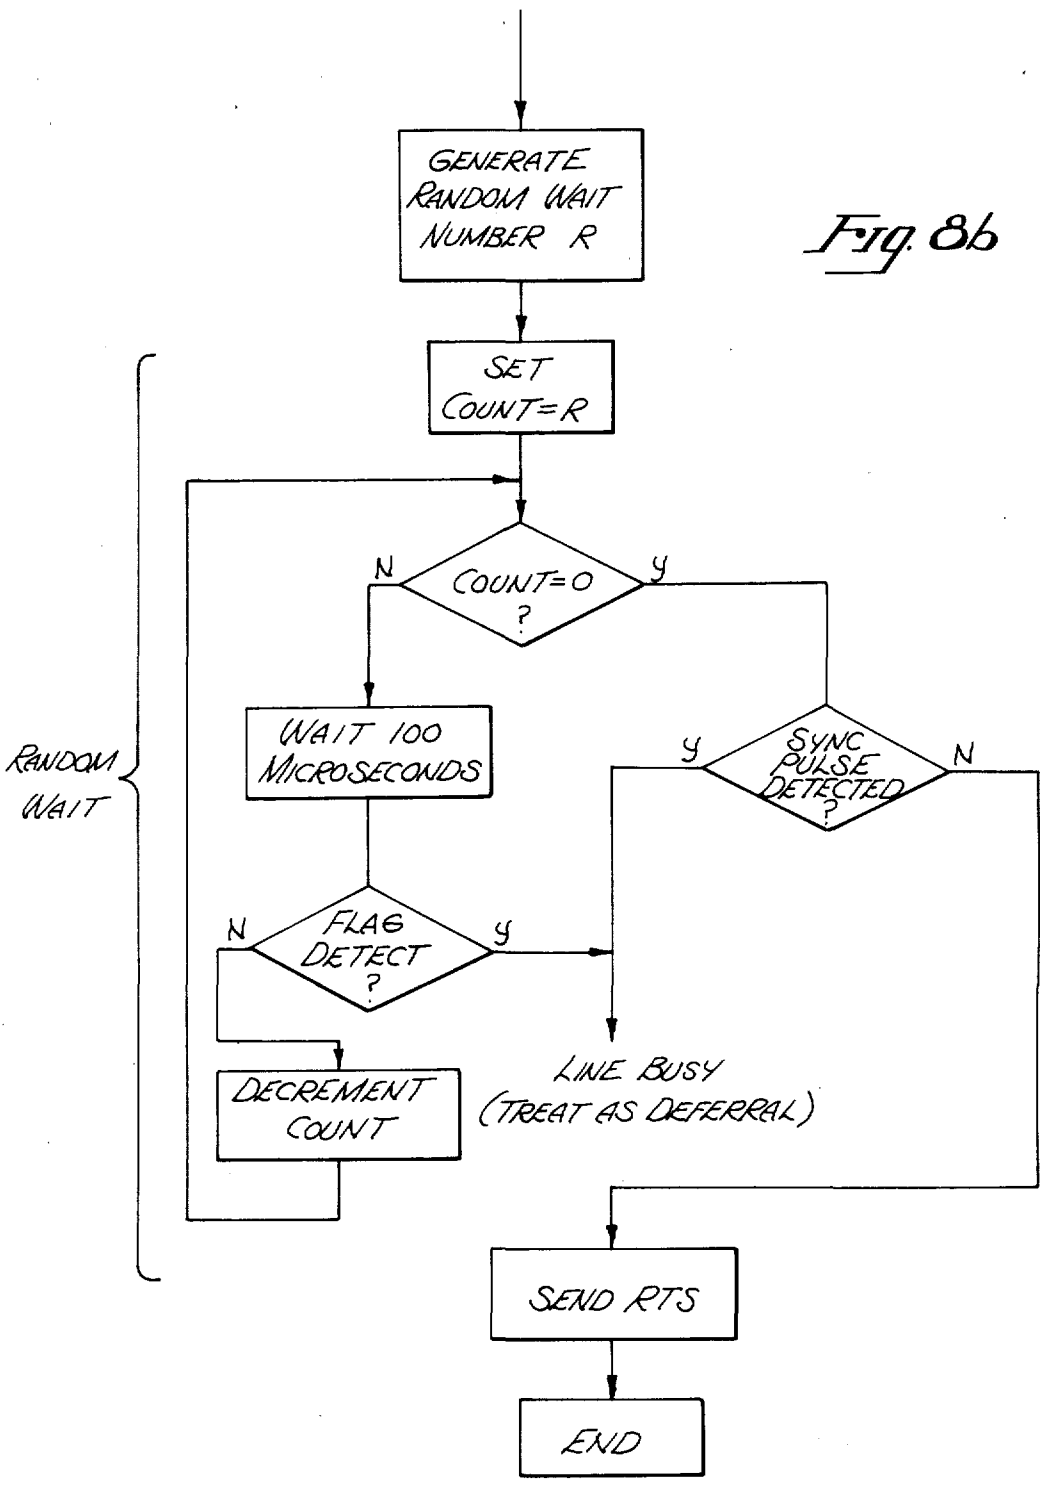 GENERATE
RANDOM WAIT
NUMBER R
Fig. 8b
SET
COUNT=R
N
COUNT=0
?
Y
WAIT 100
MICROSECONDS
Y
SYNC
PULSE
DETECTED
?
N
RANDOM
WAIT
N
FLAG
DETECT
?
Y
LINE BUSY
(TREAT AS DEFERRAL)
DECREMENT
COUNT
SEND RTS
END